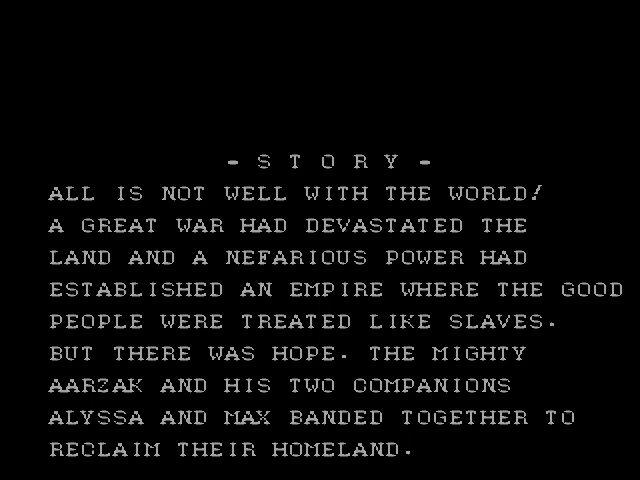 - S T O R Y -
ALL IS NOT WELL WITH THE WORLD!
A GREAT WAR HAD DEVASTATED THE
LAND AND A NEFARIOUS POWER HAD
ESTABLISHED AN EMPIRE WHERE THE GOOD
PEOPLE WERE TREATED LIKE SLAVES.
BUT THERE WAS HOPE. THE MIGHTY
AARZAK AND HIS TWO COMPANIONS
ALYSSA AND MAX BANDED TOGETHER TO
RECLAIM THEIR HOMELAND.